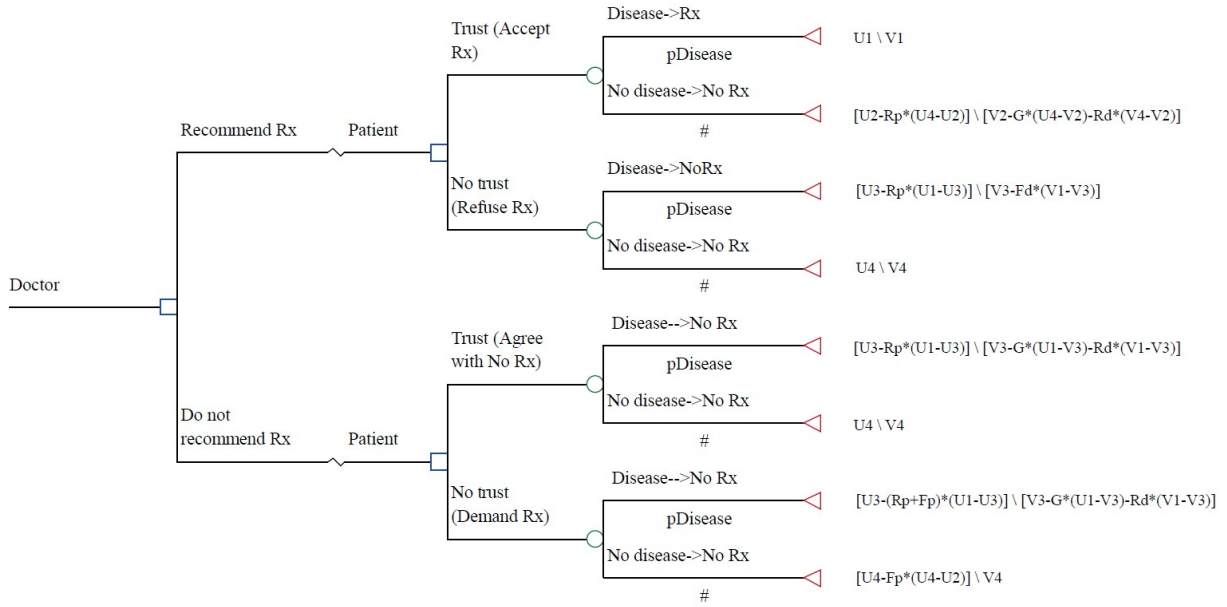 Disease->Rx
Trust (Accept
Rx)
U1 \ V1
pDisease
No disease->No Rx
[U2-Rp*(U4-U2)] \ [V2-G*(U4-V2)-Rd*(V4-V2)]
#
Recommend Rx
Patient
Disease->NoRx
No trust
(Refuse Rx)
[U3-Rp*(U1-U3)] \ [V3-Fd*(V1-V3)]
pDisease
No disease->No Rx
U4 \ V4
#
Doctor
Disease-->No Rx
Trust (Agree
with No Rx)
[U3-Rp*(U1-U3)] \ [V3-G*(U1-V3)-Rd*(V1-V3)]
pDisease
No disease->No Rx
U4 \ V4
#
Do not
recommend Rx
Patient
Disease-->No Rx
No trust
(Demand Rx)
[U3-(Rp+Fp)*(U1-U3)] \ [V3-G*(U1-V3)-Rd*(V1-V3)]
pDisease
No disease->No Rx
[U4-Fp*(U4-U2)] \ V4
#